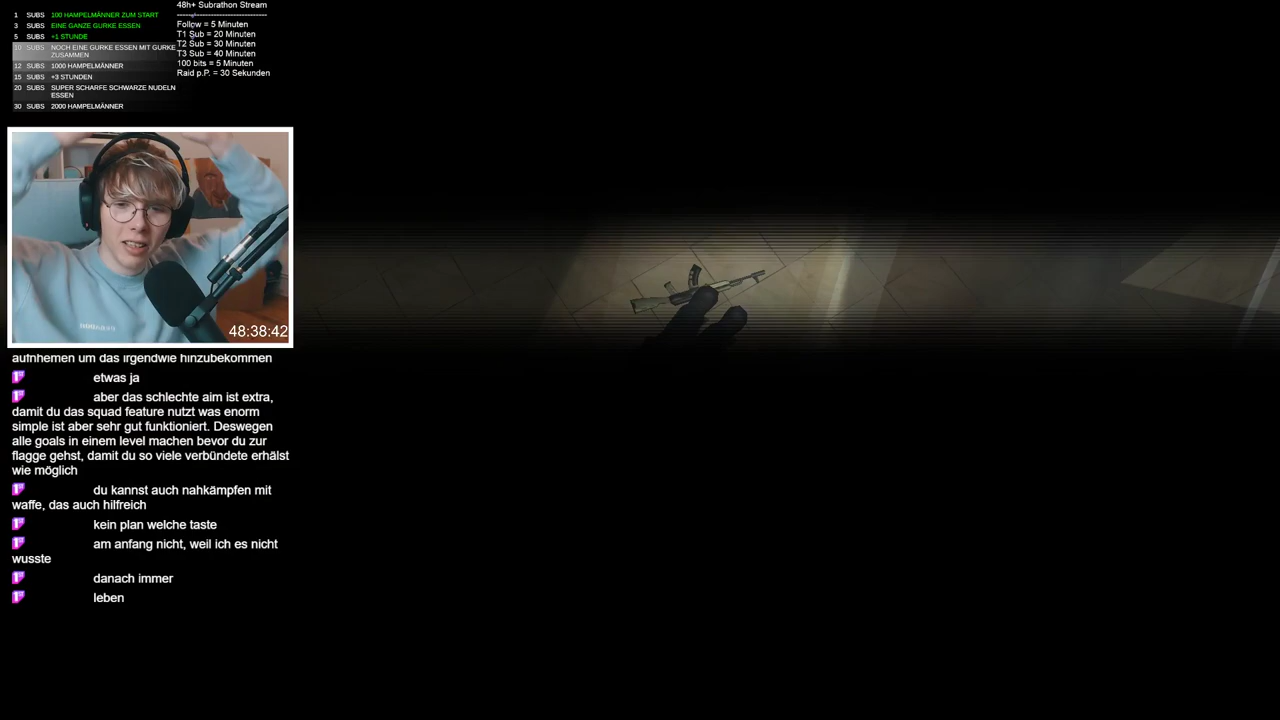 1 SUBS 100 HAMPELMÄNNER ZUM START
3 SUBS EINE GANZE GURKE ESSEN
5 SUBS +1 STUNDE
10 SUBS NOCH EINE GURKE ESSEN MIT GURKE
ZUSAMMEN
12 SUBS 1000 HAMPELMÄNNER
15 SUBS +3 STUNDEN
20 SUBS SUPER SCHARFE SCHWARZE NUDELN
ESSEN
30 SUBS 2000 HAMPELMÄNNER
48h+ Subrathon Stream
Follow = 5 Minuten
T1 Sub = 20 Minuten
T2 Sub = 30 Minuten
T3 Sub = 40 Minuten
100 bits = 5 Minuten
Raid p.P. = 30 Sekunden
48:38:42
aufnhemen um das irgendwie hinzubekommen
etwas ja
aber das schlechte aim ist extra,
damit du das squad feature nutzt was enorm
simple ist aber sehr gut funktioniert. Deswegen
alle goals in einem level machen bevor du zur
flagge gehst, damit du so viele verbündete erhälst
wie möglich
du kannst auch nahkämpfen mit
waffe, das auch hilfreich
kein plan welche taste
am anfang nicht, weil ich es nicht
wusste
danach immer
leben